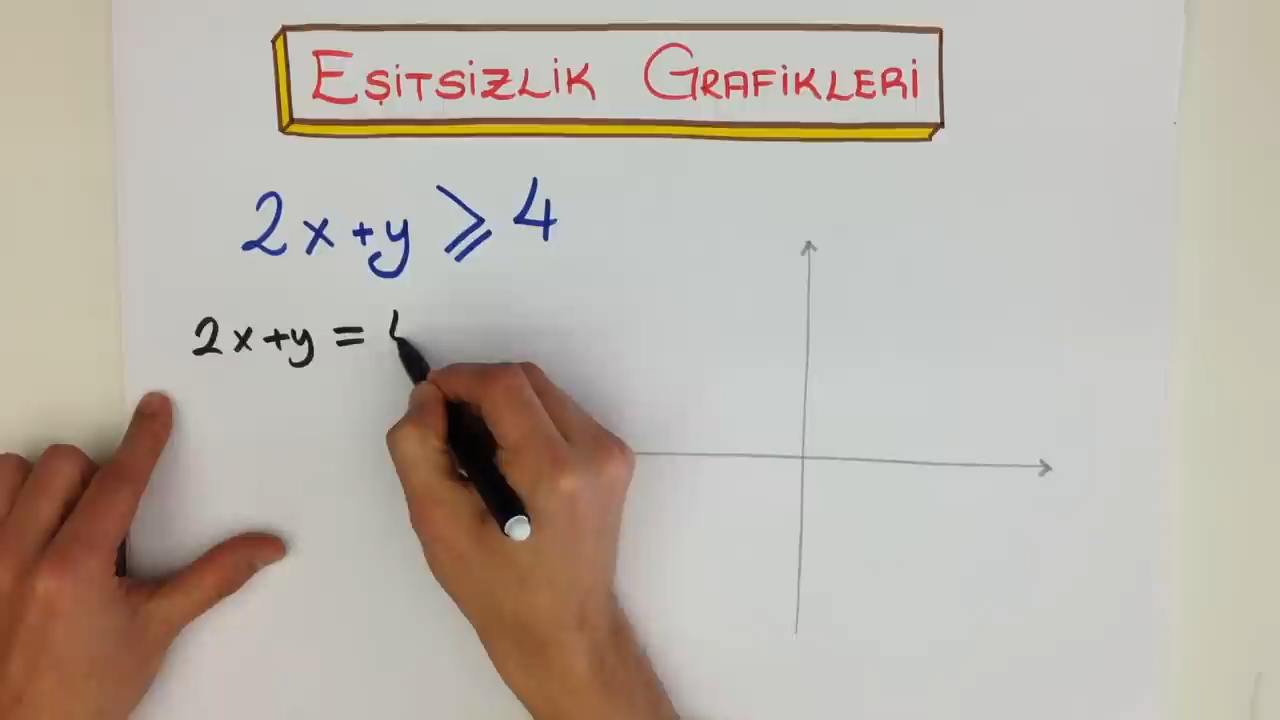 EŞİTSİZLİK GRAFİKLERİ
2x+y ⩾ 4
2x+y =